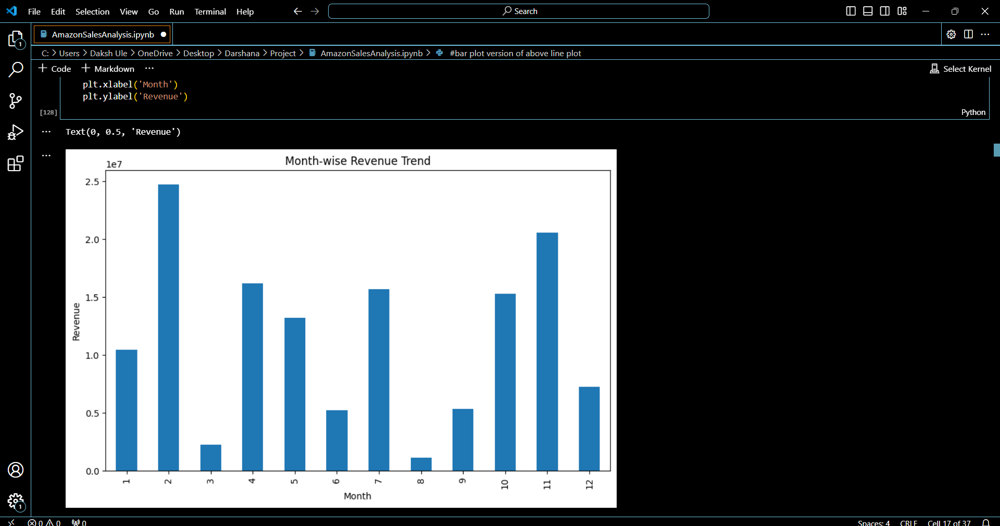 File Edit Selection View Go Run Terminal Help
Search
AmazonSalesAnalysis.ipynb
1
C: > Users > Daksh Ule > OneDrive > Desktop > Darshana > Project > AmazonSalesAnalysis.ipynb > #bar plot version of above line plot
+ Code + Markdown ···
Select Kernel
plt.xlabel('Month')
plt.ylabel('Revenue')
[128]
Python
Text(0, 0.5, 'Revenue')
Month-wise Revenue Trend
1e7
2.5
2.0
1.5
1.0
0.5
0.0
Revenue
1 2 3 4 5 6 7 8 9 10 11 12
Month
1
0 0 0
Spaces: 4 CRLF Cell 17 of 37